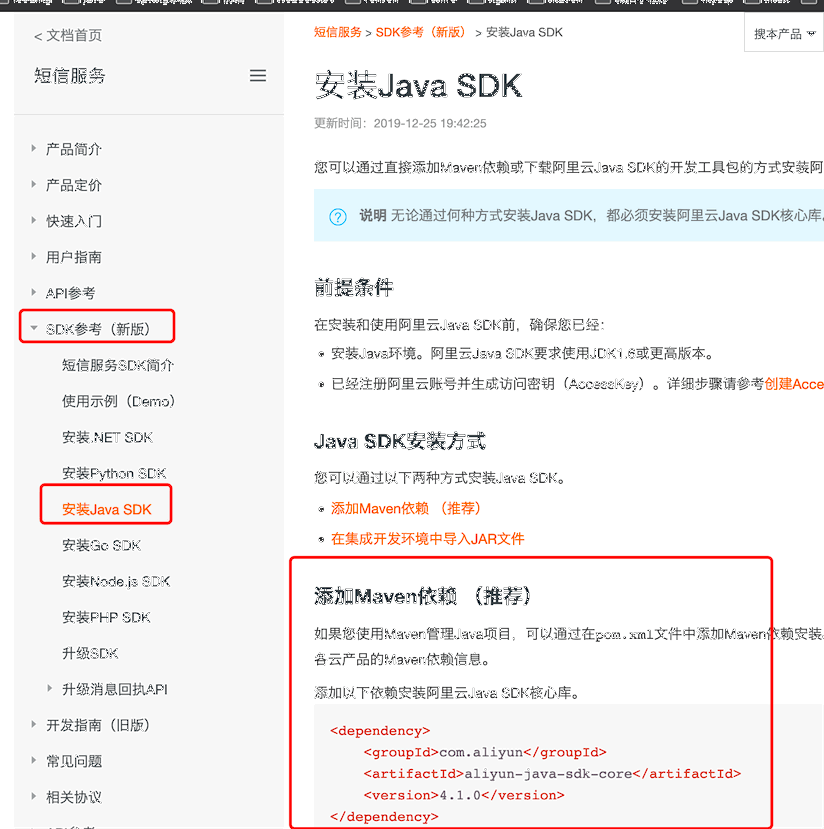 < 文档首页
短信服务
产品简介
产品定价
快速入门
用户指南
API参考
SDK参考（新版）
短信服务SDK简介
使用示例（Demo）
安装.NET SDK
安装Python SDK
安装Java SDK
安装Go SDK
安装Node.js SDK
安装PHP SDK
升级SDK
升级消息回执API
开发指南（旧版）
常见问题
相关协议
短信服务 > SDK参考（新版） > 安装Java SDK
搜本产品
安装Java SDK
更新时间：2019-12-25 19:42:25
您可以通过直接添加Maven依赖或下载阿里云Java SDK的开发工具包的方式安装阿
说明 无论通过何种方式安装Java SDK，都必须安装阿里云Java SDK核心库。
前提条件
在安装和使用阿里云Java SDK前，确保您已经：
安装Java环境。阿里云Java SDK要求使用JDK1.6或更高版本。
已经注册阿里云账号并生成访问密钥（AccessKey）。详细步骤请参考创建Acce
Java SDK安装方式
您可以通过以下两种方式安装Java SDK。
添加Maven依赖 （推荐）
在集成开发环境中导入JAR文件
添加Maven依赖 （推荐）
如果您使用Maven管理Java项目，可以通过在pom.xml文件中添加Maven依赖安装
各云产品的Maven依赖信息。
添加以下依赖安装阿里云Java SDK核心库。
<dependency>
<groupId>com.aliyun</groupId>
<artifactId>aliyun-java-sdk-core</artifactId>
<version>4.1.0</version>
</dependency>